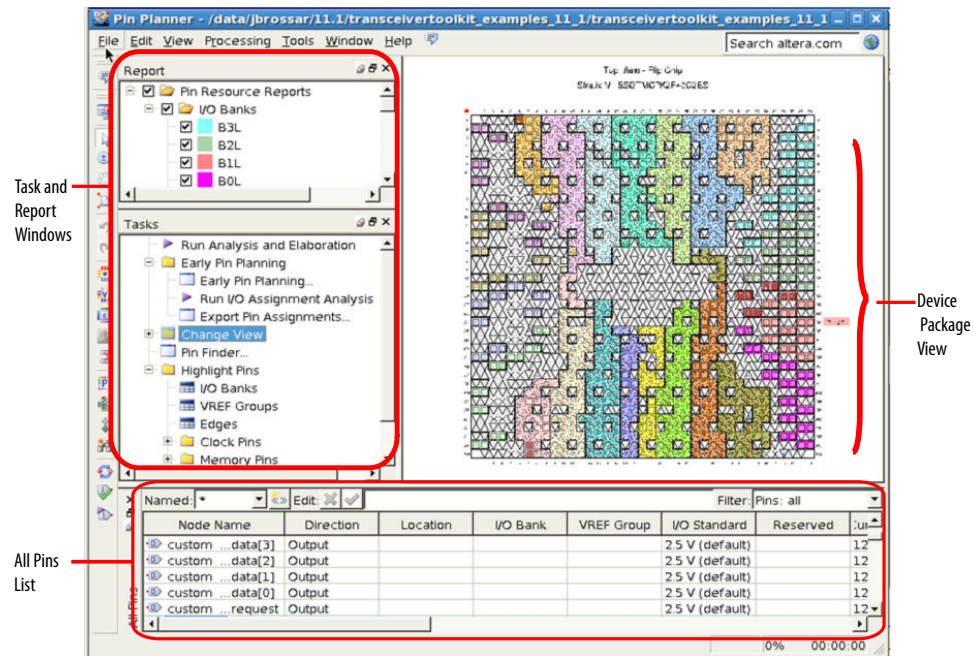 Pin Planner - /data/jbrossar/11.1/transceivertoolkit_examples_11_1/transceivertoolkit_examples_11_1
File Edit View Processing Tools Window Help
Search altera.com
Report
Pin Resource Reports
I/O Banks
B3L
B2L
B1L
B0L
Tasks
Run Analysis and Elaboration
Early Pin Planning
Early Pin Planning...
Run I/O Assignment Analysis
Export Pin Assignments...
Change View
Pin Finder...
Highlight Pins
I/O Banks
VREF Groups
Edges
Clock Pins
Memory Pins
Top View - Flip Chip
Stratix V
Task and
Report
Windows
Device
Package
View
All Pins
List
Named: * Edit: Filter: Pins: all
Node Name Direction Location I/O Bank VREF Group I/O Standard Reserved
custom ...data[3] Output 2.5 V (default) 12
custom ...data[2] Output 2.5 V (default) 12
custom ...data[1] Output 2.5 V (default) 12
custom ...data[0] Output 2.5 V (default) 12
custom ...request Output 2.5 V (default) 12
All Pins
0% 00:00:00